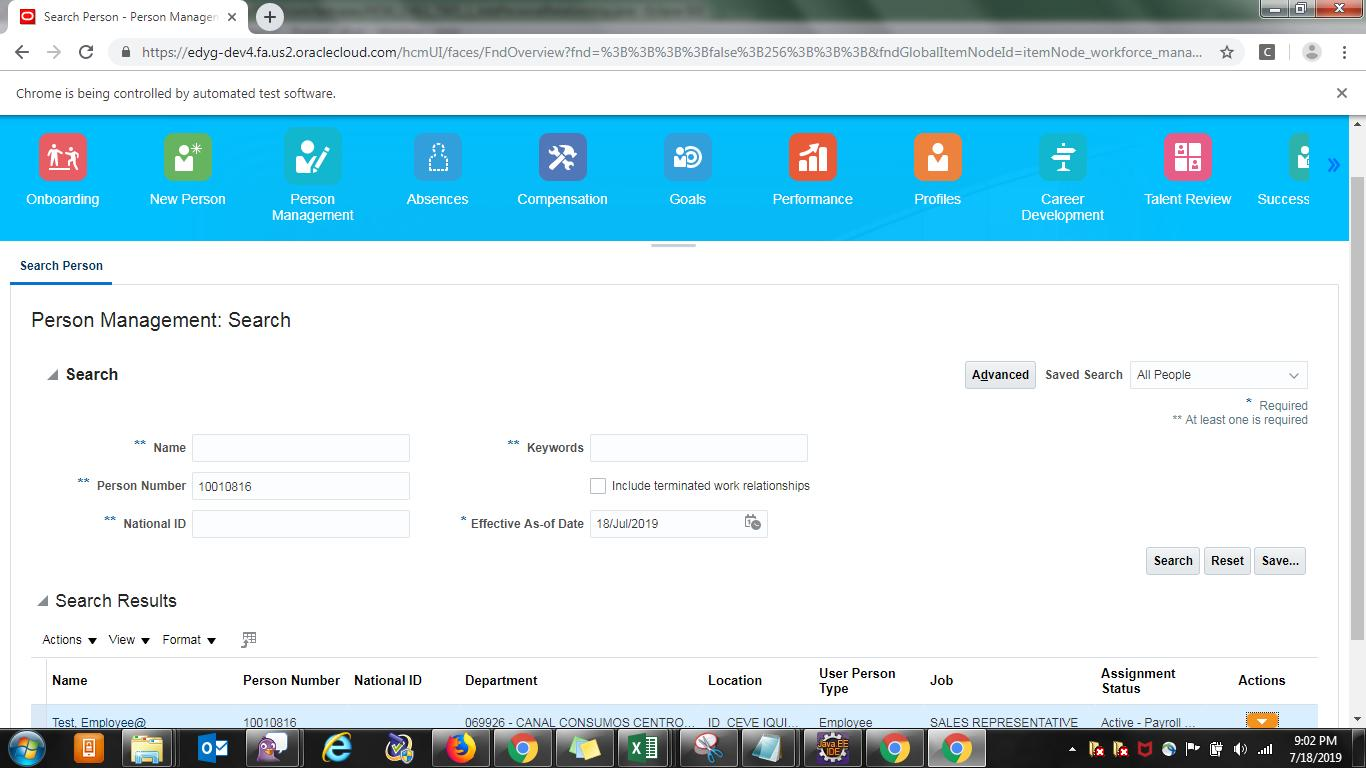 Search Person - Person Managen
https://edyg-dev4.fa.us2.oraclecloud.com/hcmUI/faces/FndOverview?fnd=%3B%3B%3B%3Bfalse%3B256%3B%3B%3B&fndGlobalItemNodeId=itemNode_workforce_mana...
C
Chrome is being controlled by automated test software.
Onboarding
New Person
Person Management
Absences
Compensation
Goals
Performance
Profiles
Career Development
Talent Review
Success
Search Person
Person Management: Search
Search
Advanced Saved Search All People
* Required
** At least one is required
** Name
** Keywords
** Person Number 10010816
Include terminated work relationships
** National ID
* Effective As-of Date 18/Jul/2019
Search Reset Save...
Search Results
Actions View Format
Name Person Number National ID Department Location User Person Type Job Assignment Status Actions
Test, Employee@ 10010816 069926 - CANAL CONSUMOS CENTRO... ID_CEVE IQUI... Employee SALES REPRESENTATIVE Active - Payroll ...
Java EE
IDE
9:02 PM
7/18/2019